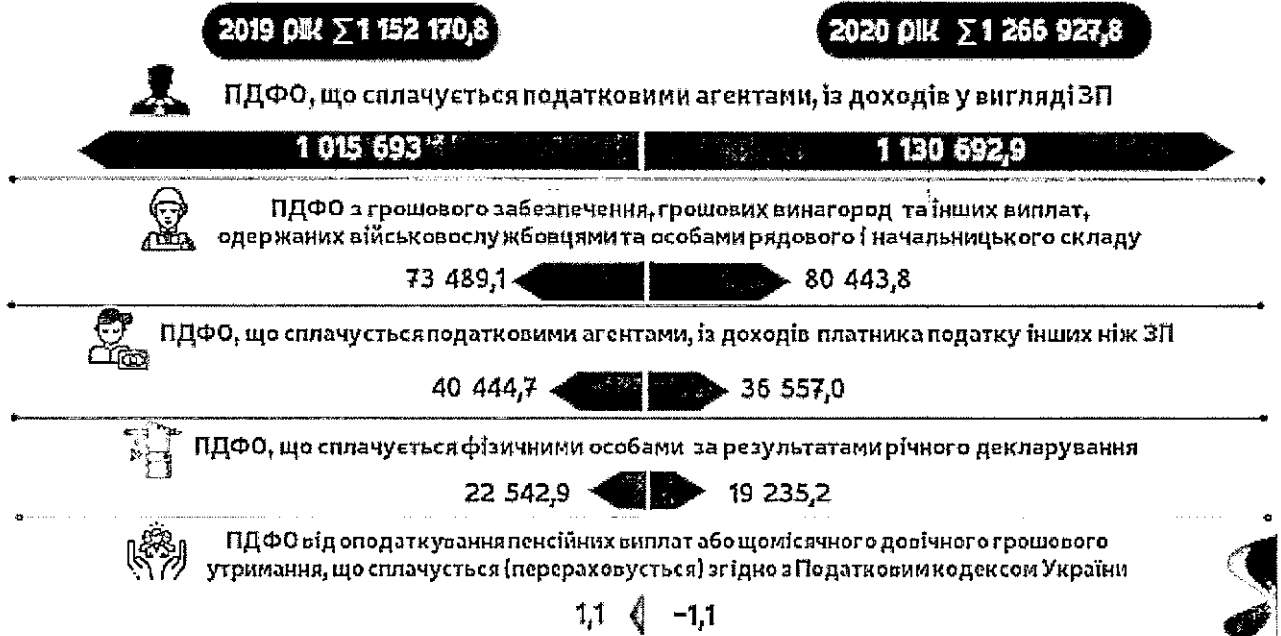 2019 рік ∑1 152 170,8
2020 рік ∑1 266 927,8
ПДФО, що сплачується податковими агентами, із доходів у вигляді ЗП
1 015 693
1 130 692,9
ПДФО з грошового забезпечення, грошових винагород та інших виплат,
одержаних військовослужбовцями та особами рядового і начальницького складу
73 489,1
80 443,8
ПДФО, що сплачується податковими агентами, із доходів платника податку інших ніж ЗП
40 444,7
36 557,0
ПДФО, що сплачується фізичними особами за результатами річного декларування
22 542,9
19 235,2
ПДФО від оподаткування пенсійних виплат або щомісячного довічного грошового
утримання, що сплачується (перераховується) згідно з Податковим кодексом України
1,1
−1,1